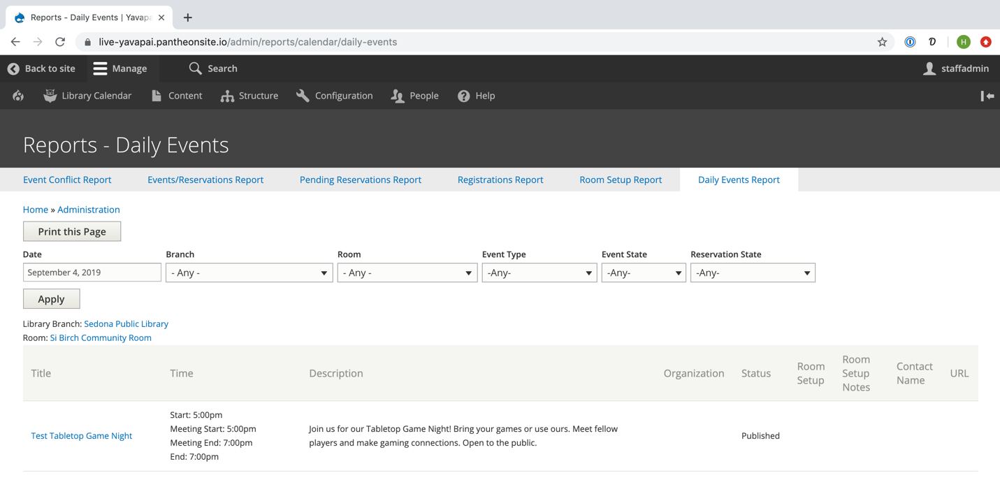 Reports - Daily Events | Yavapa
live-yavapai.pantheonsite.io/admin/reports/calendar/daily-events
H
Back to site Manage Search staffadmin
Library Calendar Content Structure Configuration People Help
Reports - Daily Events
Event Conflict Report Events/Reservations Report Pending Reservations Report Registrations Report Room Setup Report Daily Events Report
Home » Administration
Print this Page
Date Branch Room Event Type Event State Reservation State
September 4, 2019 - Any - - Any - -Any- -Any- -Any-
Apply
Library Branch: Sedona Public Library
Room: Si Birch Community Room
Title Time Description Organization Status Room Setup Room Setup Notes Contact Name URL
Test Tabletop Game Night
Start: 5:00pm
Meeting Start: 5:00pm
Meeting End: 7:00pm
End: 7:00pm
Join us for our Tabletop Game Night! Bring your games or use ours. Meet fellow
players and make gaming connections. Open to the public.
Published